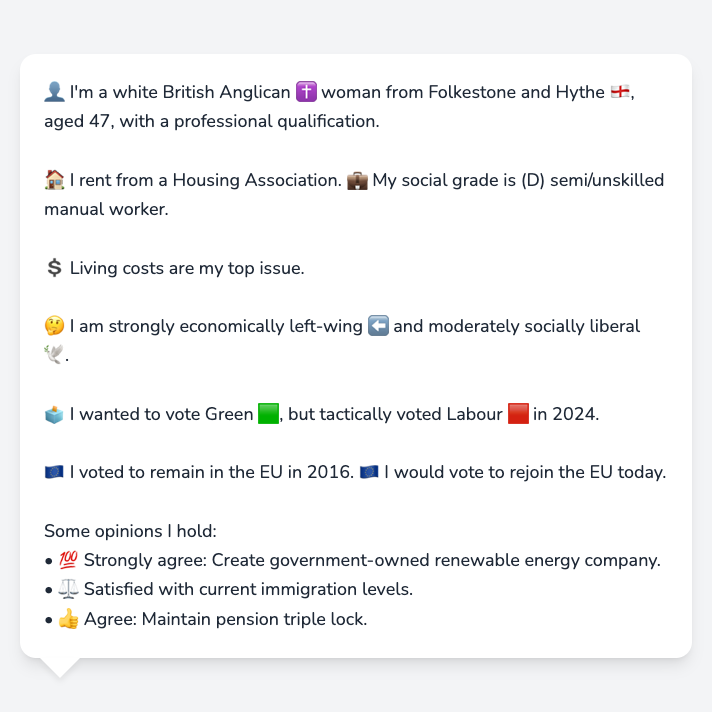 👤 I'm a white British Anglican ✝️ woman from Folkestone and Hythe 🏴󠁧󠁢󠁥󠁮󠁧󠁿,
aged 47, with a professional qualification.
🏠 I rent from a Housing Association. 💼 My social grade is (D) semi/unskilled
manual worker.
💲 Living costs are my top issue.
🤔 I am strongly economically left-wing ⬅️ and moderately socially liberal
🕊️.
🗳️ I wanted to vote Green 🟩, but tactically voted Labour 🟥 in 2024.
🇪🇺 I voted to remain in the EU in 2016. 🇪🇺 I would vote to rejoin the EU today.
Some opinions I hold:
• 💯 Strongly agree: Create government-owned renewable energy company.
• ⚖️ Satisfied with current immigration levels.
• 👍 Agree: Maintain pension triple lock.